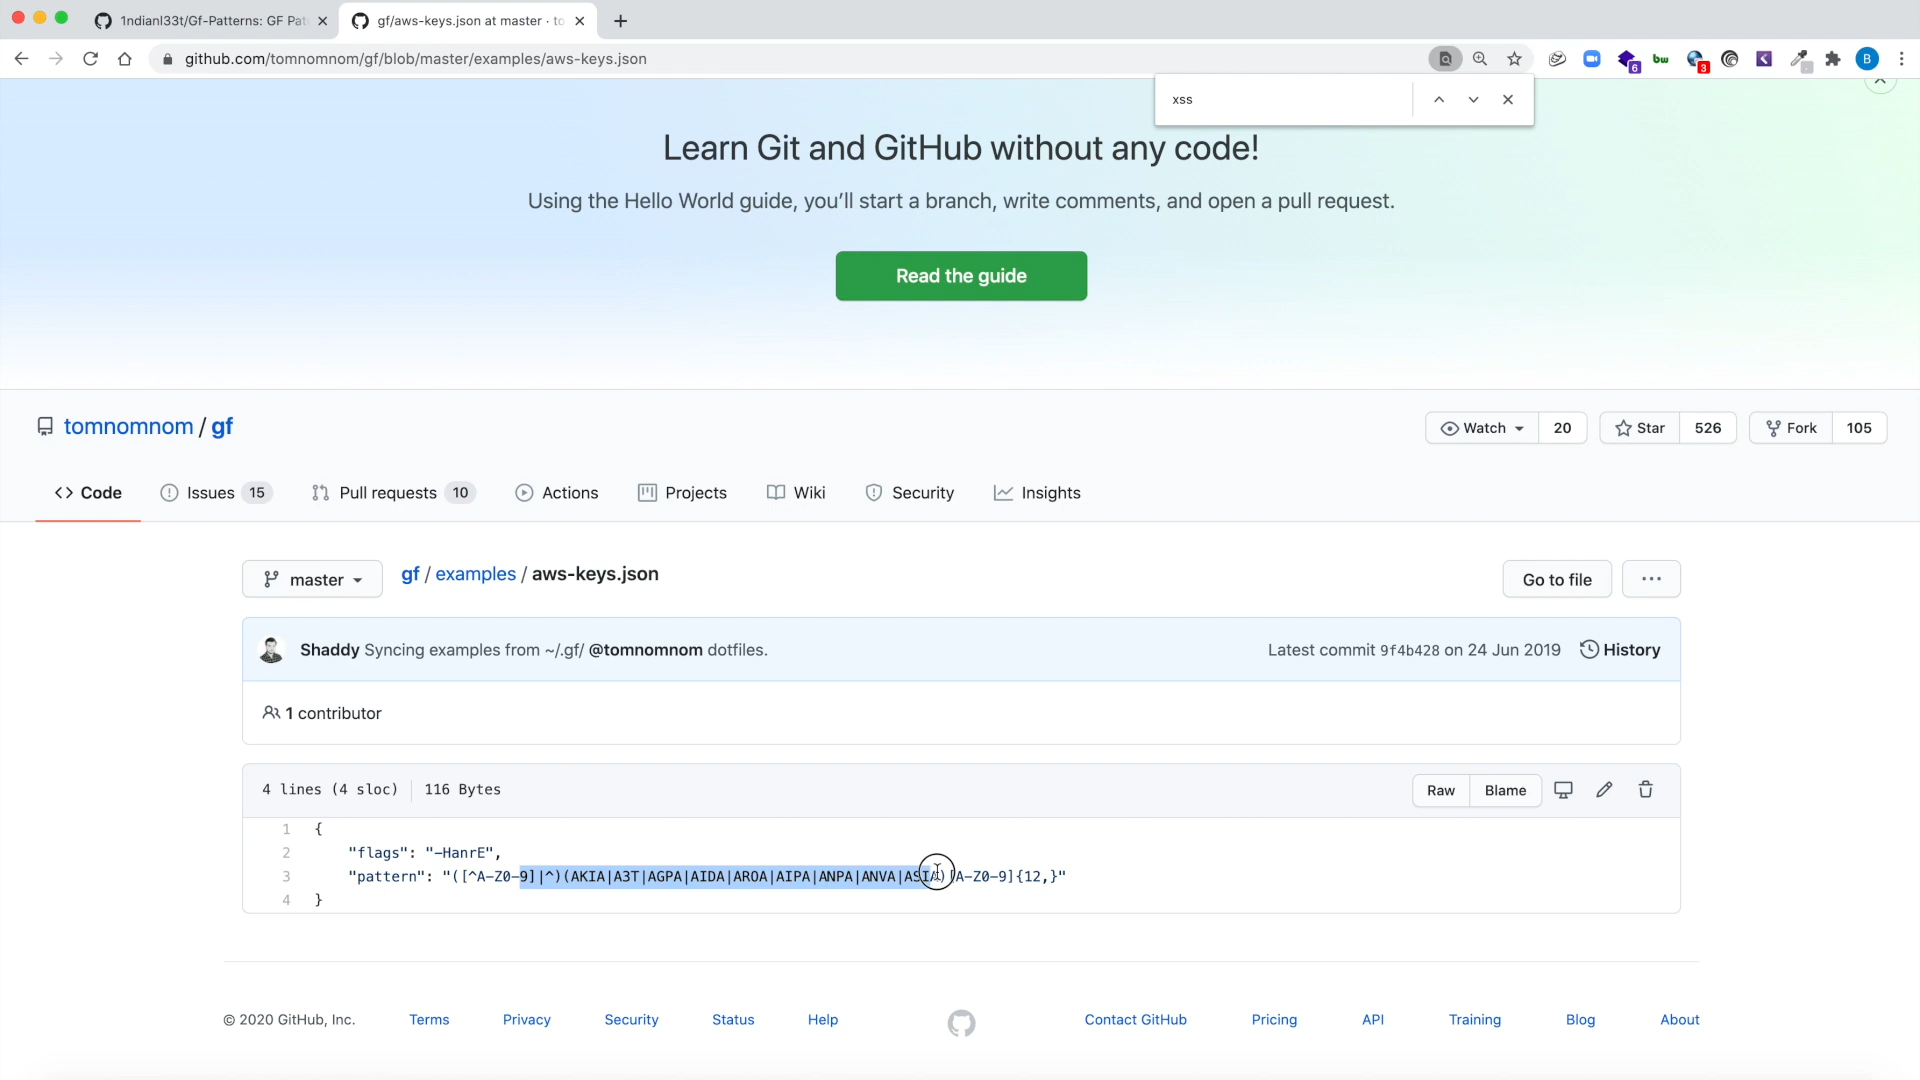 1ndianl33t/Gf-Patterns: GF Pat
gf/aws-keys.json at master · to
github.com/tomnomnom/gf/blob/master/examples/aws-keys.json
6
bw
3
B
xss
Learn Git and GitHub without any code!
Using the Hello World guide, you’ll start a branch, write comments, and open a pull request.
Read the guide
tomnomnom / gf
Watch 20
Star 526
Fork 105
<> Code
Issues 15
Pull requests 10
Actions
Projects
Wiki
Security
Insights
master
gf / examples / aws-keys.json
Go to file
Shaddy Syncing examples from ~/.gf/ @tomnomnom dotfiles.
Latest commit 9f4b428 on 24 Jun 2019
History
1 contributor
4 lines (4 sloc)
116 Bytes
Raw
Blame
1 {
2 "flags": "-HanrE",
3 "pattern": "([^A-Z0-9]|^)(AKIA|A3T|AGPA|AIDA|AROA|AIPA|ANPA|ANVA|ASIA)[A-Z0-9]{12,}"
4 }
© 2020 GitHub, Inc.
Terms
Privacy
Security
Status
Help
Contact GitHub
Pricing
API
Training
Blog
About